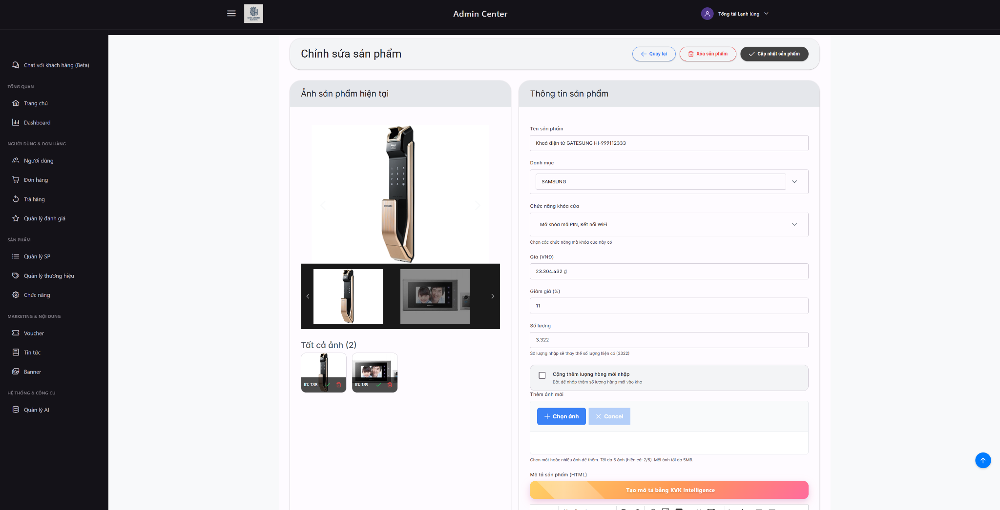 Admin Center
Tổng tài Lạnh lùng
Chat với khách hàng (Beta)
TỔNG QUAN
Trang chủ
Dashboard
NGƯỜI DÙNG & ĐƠN HÀNG
Người dùng
Đơn hàng
Trả hàng
Quản lý đánh giá
SẢN PHẨM
Quản lý SP
Quản lý thương hiệu
Chức năng
MARKETING & NỘI DUNG
Voucher
Tin tức
Banner
HỆ THỐNG & CÔNG CỤ
Quản lý AI
Chỉnh sửa sản phẩm
Quay lại
Xóa sản phẩm
Cập nhật sản phẩm
Ảnh sản phẩm hiện tại
SAMSUNG
Tất cả ảnh (2)
ID: 138
ID: 139
Thông tin sản phẩm
Tên sản phẩm
Khoá điện tử GATESUNG HI-999112333
Danh mục
SAMSUNG
Chức năng khóa cửa
Mở khóa mã PIN, Kết nối WiFi
Chọn các chức năng mà khóa cửa này có
Giá (VNĐ)
23.304.432 ₫
Giảm giá (%)
11
Số lượng
3.322
Số lượng nhập sẽ thay thế số lượng hiện có (3322)
Cộng thêm lượng hàng mới nhập
Bật để nhập thêm số lượng hàng mới vào kho
Thêm ảnh mới
Chọn ảnh
Cancel
Chọn một hoặc nhiều ảnh để thêm. Tối đa 5 ảnh (hiện có: 2/5). Mỗi ảnh tối đa 5MB.
Mô tả sản phẩm (HTML)
Tạo mô tả bằng KVK Intelligence